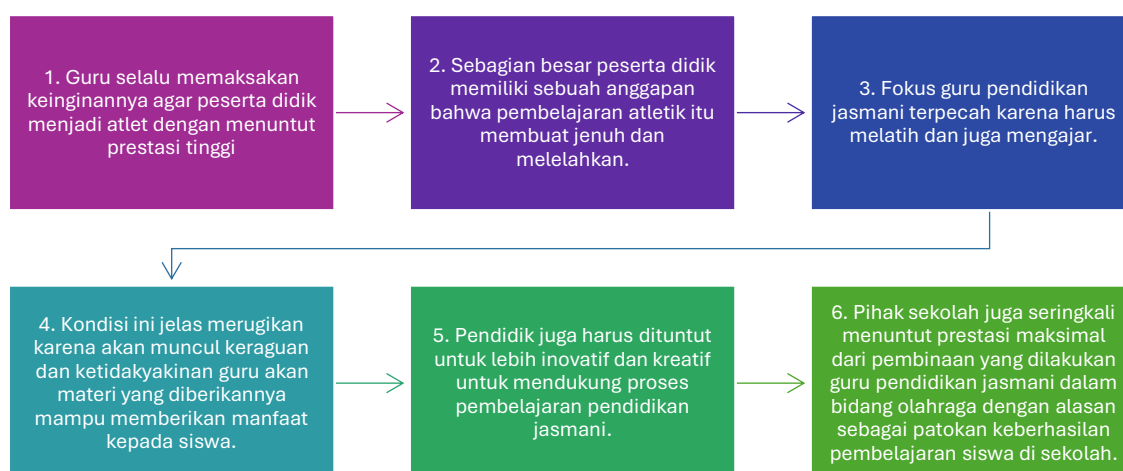 1. Guru selalu memaksakan
keinginannya agar peserta didik
menjadi atlet dengan menuntut
prestasi tinggi
2. Sebagian besar peserta didik
memiliki sebuah anggapan
bahwa pembelajaran atletik itu
membuat jenuh dan
melelahkan.
3. Fokus guru pendidikan
jasmani terpecah karena harus
melatih dan juga mengajar.
4. Kondisi ini jelas merugikan
karena akan muncul keraguan
dan ketidakyakinan guru akan
materi yang diberikannya
mampu memberikan manfaat
kepada siswa.
5. Pendidik juga harus dituntut
untuk lebih inovatif dan kreatif
untuk mendukung proses
pembelajaran pendidikan
jasmani.
6. Pihak sekolah juga seringkali
menuntut prestasi maksimal
dari pembinaan yang dilakukan
guru pendidikan jasmani dalam
bidang olahraga dengan alasan
sebagai patokan keberhasilan
pembelajaran siswa di sekolah.